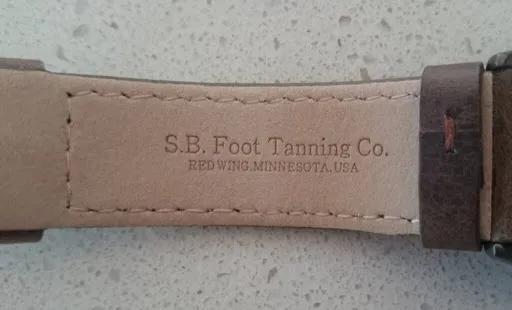 S.B. Foot Tanning Co.
RED WING, MINNESOTA, USA